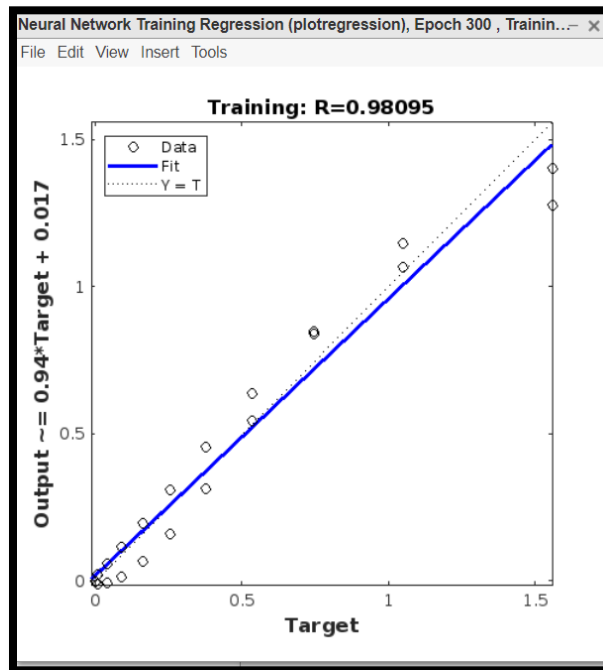 Neural Network Training Regression (plotregression), Epoch 300 , Trainin...
File Edit View Insert Tools
Training: R=0.98095
Data
Fit
Y = T
Output ~= 0.94*Target + 0.017
1.5
1
0.5
0
0 0.5 1 1.5
Target